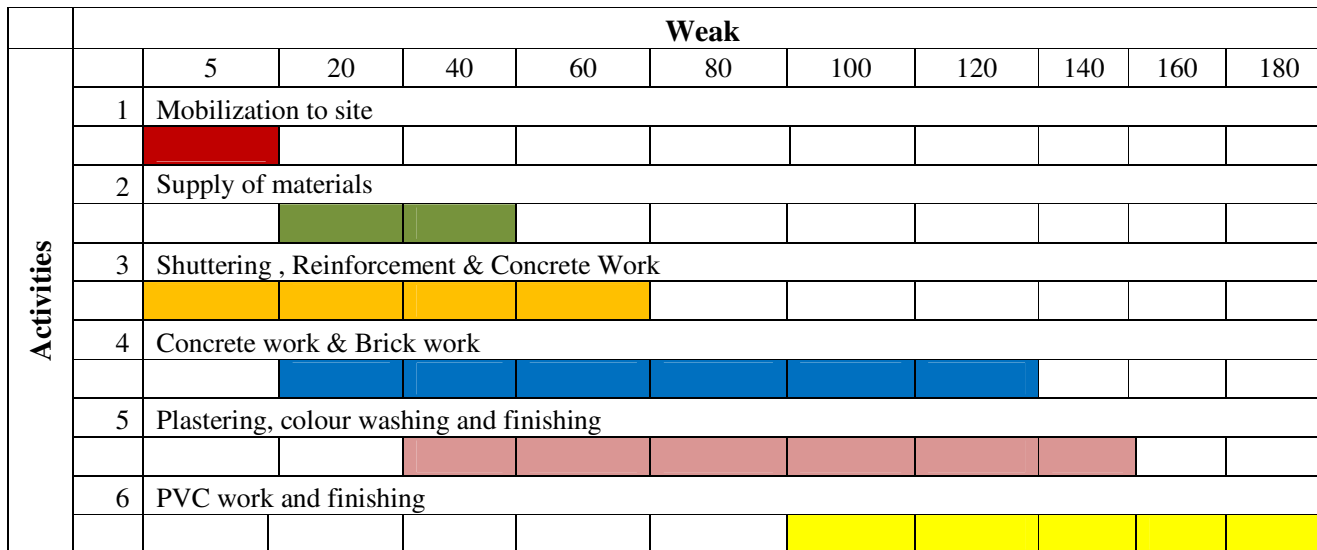 Weak
5 20 40 60 80 100 120 140 160 180
Activities
1 Mobilization to site
2 Supply of materials
3 Shuttering , Reinforcement & Concrete Work
4 Concrete work & Brick work
5 Plastering, colour washing and finishing
6 PVC work and finishing